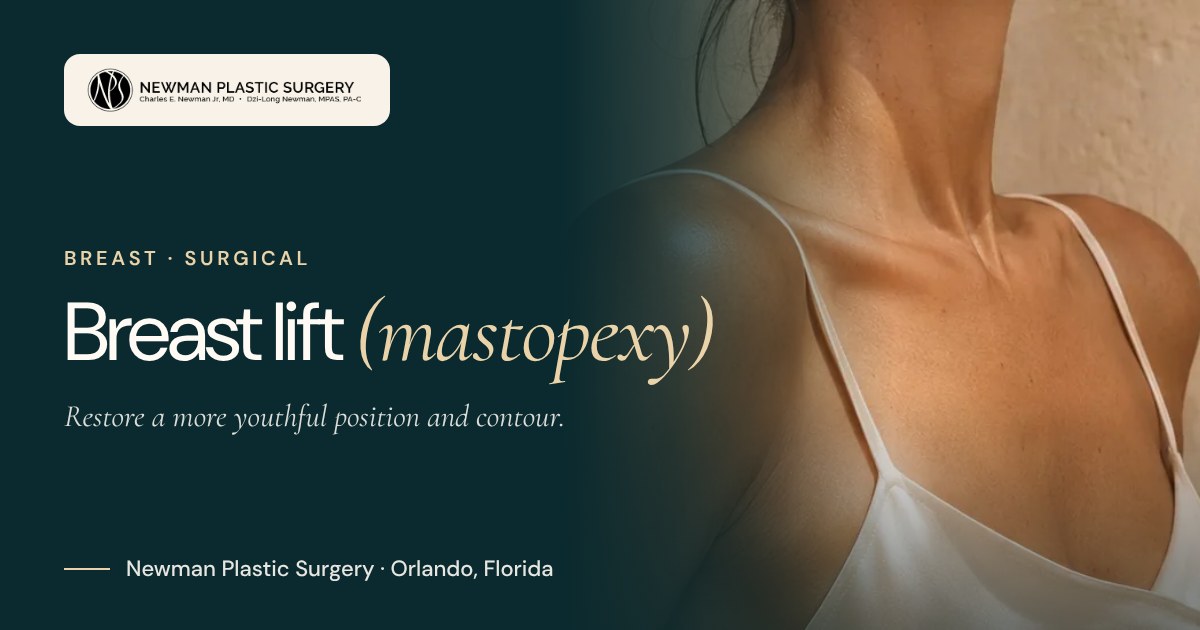 NPS
NEWMAN PLASTIC SURGERY
Charles E. Newman Jr, MD • Dzi-Long Newman, MPAS, PA-C
BREAST · SURGICAL
Breast lift (mastopexy)
Restore a more youthful position and contour.
Newman Plastic Surgery · Orlando, Florida